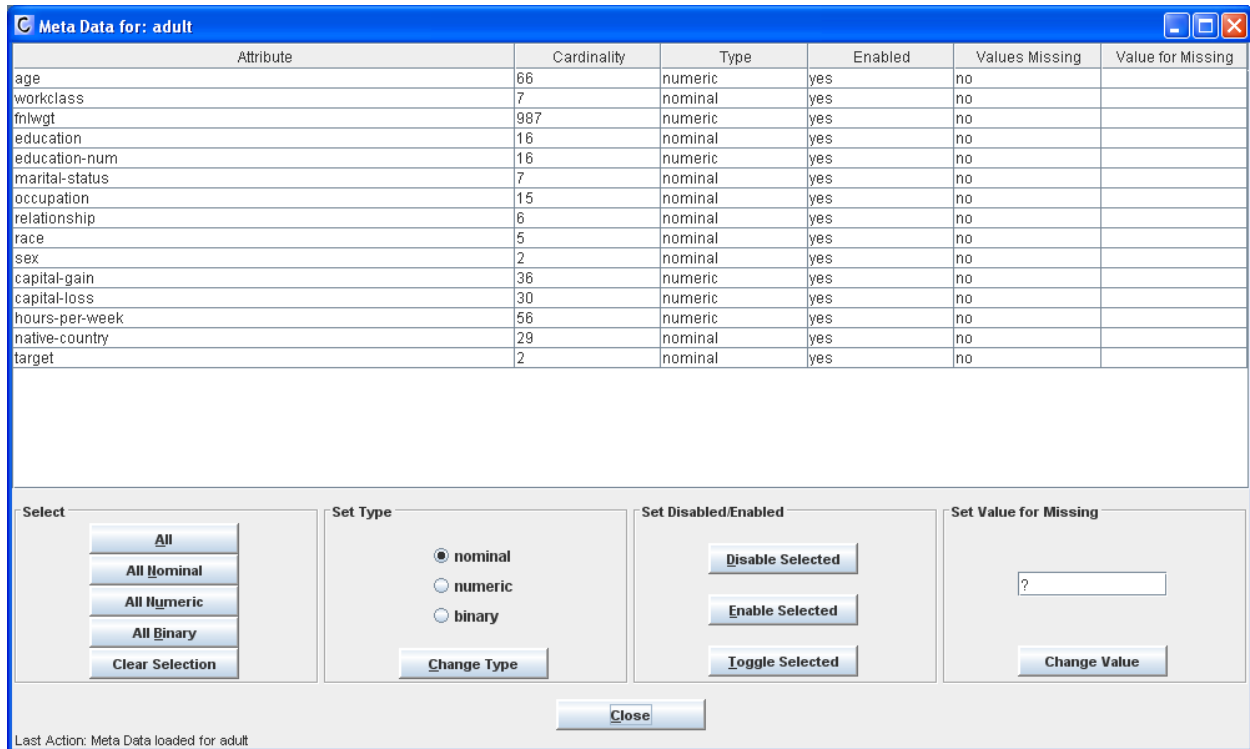 Meta Data for: adult
Attribute Cardinality Type Enabled Values Missing Value for Missing
age 66 numeric yes no
workclass 7 nominal yes no
fnlwgt 987 numeric yes no
education 16 nominal yes no
education-num 16 numeric yes no
marital-status 7 nominal yes no
occupation 15 nominal yes no
relationship 6 nominal yes no
race 5 nominal yes no
sex 2 nominal yes no
capital-gain 36 numeric yes no
capital-loss 30 numeric yes no
hours-per-week 56 numeric yes no
native-country 29 nominal yes no
target 2 nominal yes no
Select
All
All Nominal
All Numeric
All Binary
Clear Selection
Set Type
nominal
numeric
binary
Change Type
Set Disabled/Enabled
Disable Selected
Enable Selected
Toggle Selected
Set Value for Missing
?
Change Value
Close
Last Action: Meta Data loaded for adult